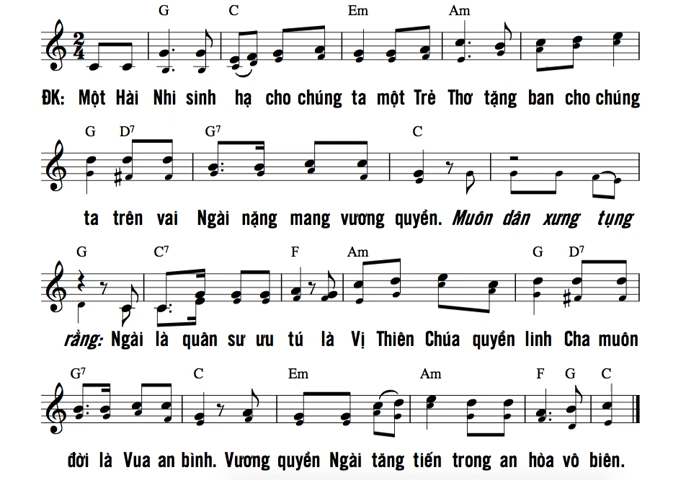 G C Em Am
2 4
ĐK: Một Hài Nhi sinh hạ cho chúng ta một Trẻ Thơ tặng ban cho chúng
G D7 G7 C
ta trên vai Ngài nặng mang vương quyền. Muôn dân xưng tụng
G C7 F Am G D7
rằng: Ngài là quân sư ưu tú là Vị Thiên Chúa quyền linh Cha muôn
G7 C Em Am F G C
đời là Vua an bình. Vương quyền Ngài tăng tiến trong an hòa vô biên.